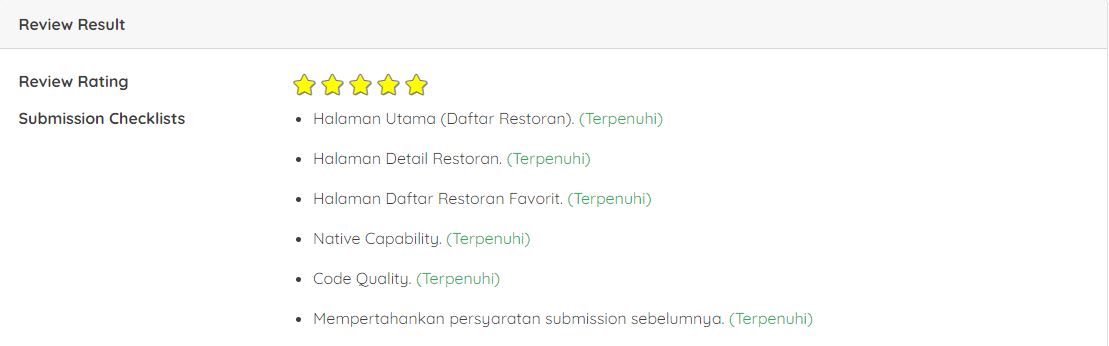 Review Result
Review Rating
Submission Checklists
Halaman Utama (Daftar Restoran). (Terpenuhi)
Halaman Detail Restoran. (Terpenuhi)
Halaman Daftar Restoran Favorit. (Terpenuhi)
Native Capability. (Terpenuhi)
Code Quality. (Terpenuhi)
Mempertahankan persyaratan submission sebelumnya. (Terpenuhi)